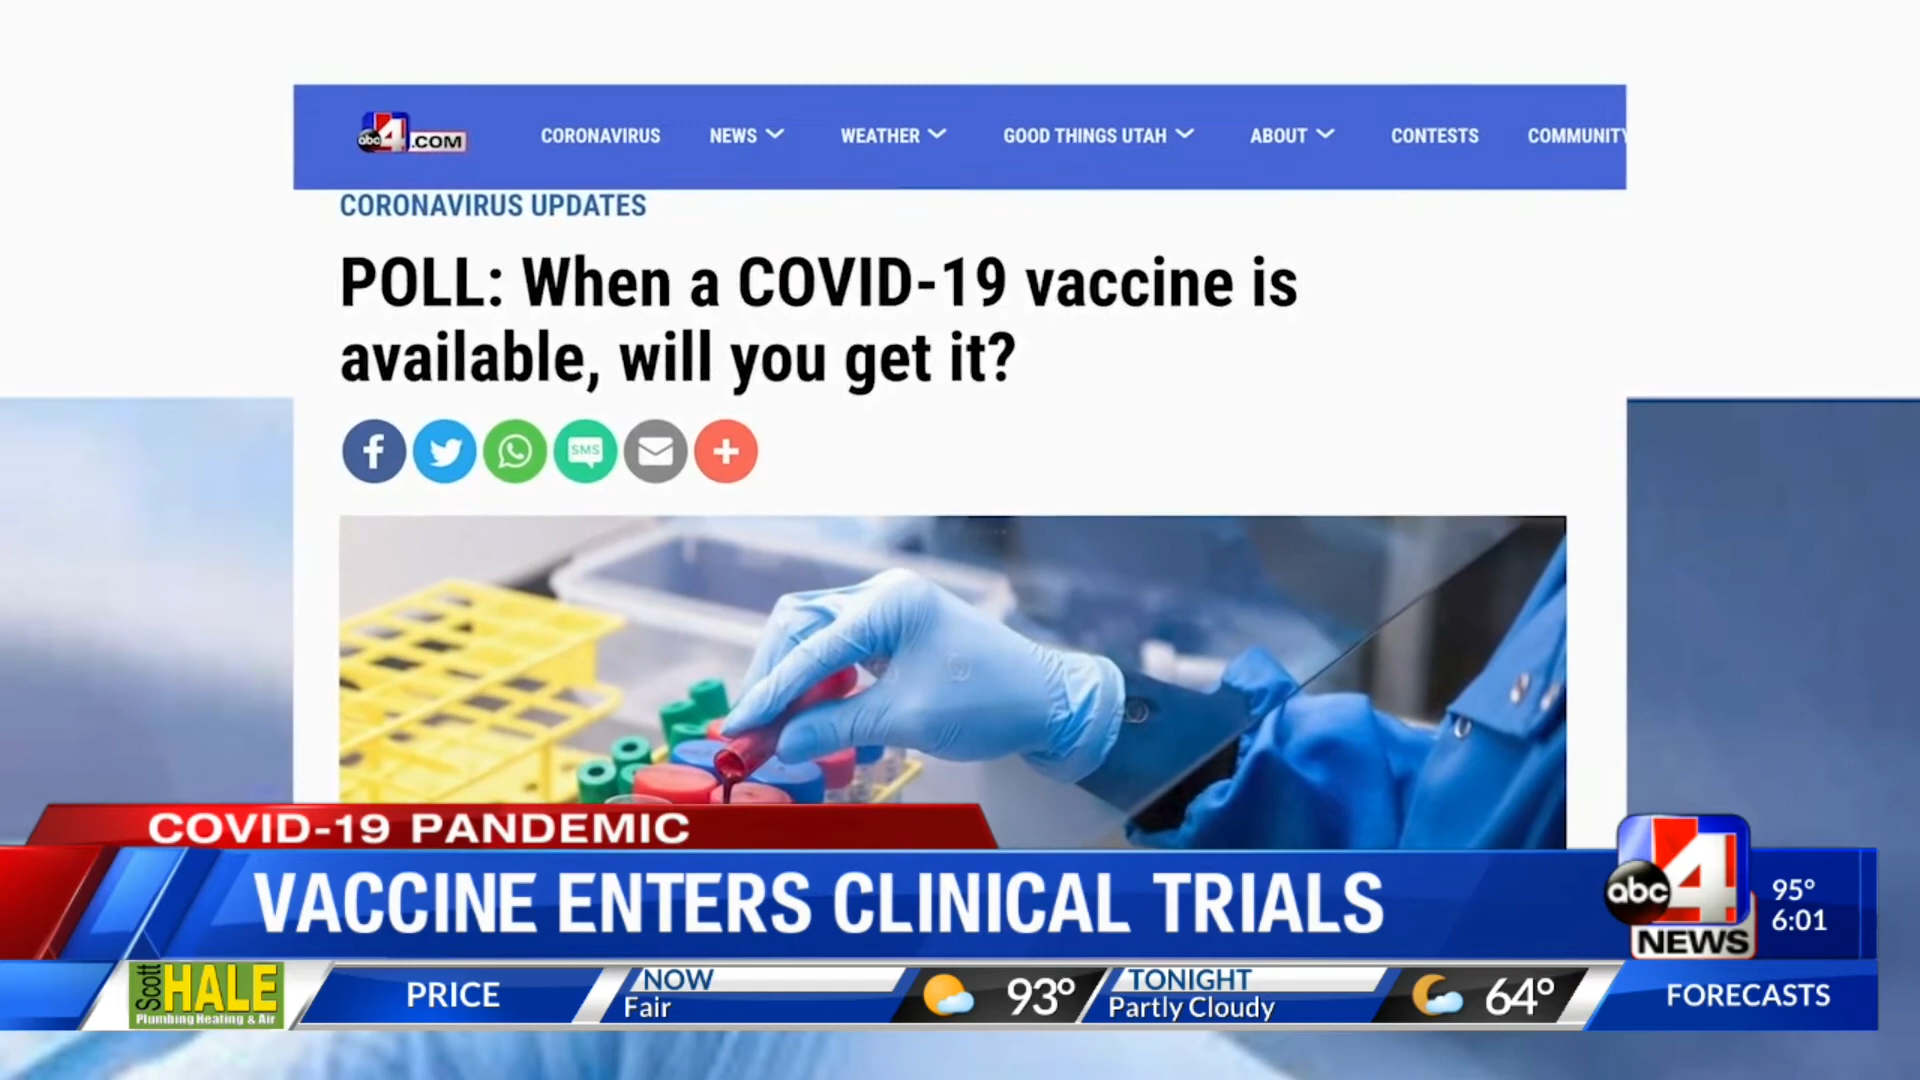 abc4.COM
CORONAVIRUS NEWS WEATHER GOOD THINGS UTAH ABOUT CONTESTS COMMUNITY
CORONAVIRUS UPDATES
POLL: When a COVID-19 vaccine is
available, will you get it?
SMS
COVID-19 PANDEMIC
VACCINE ENTERS CLINICAL TRIALS
abc 4
NEWS
95°
6:01
Scott HALE
Plumbing Heating & Air
PRICE
NOW
Fair
93°
TONIGHT
Partly Cloudy
64°
FORECASTS